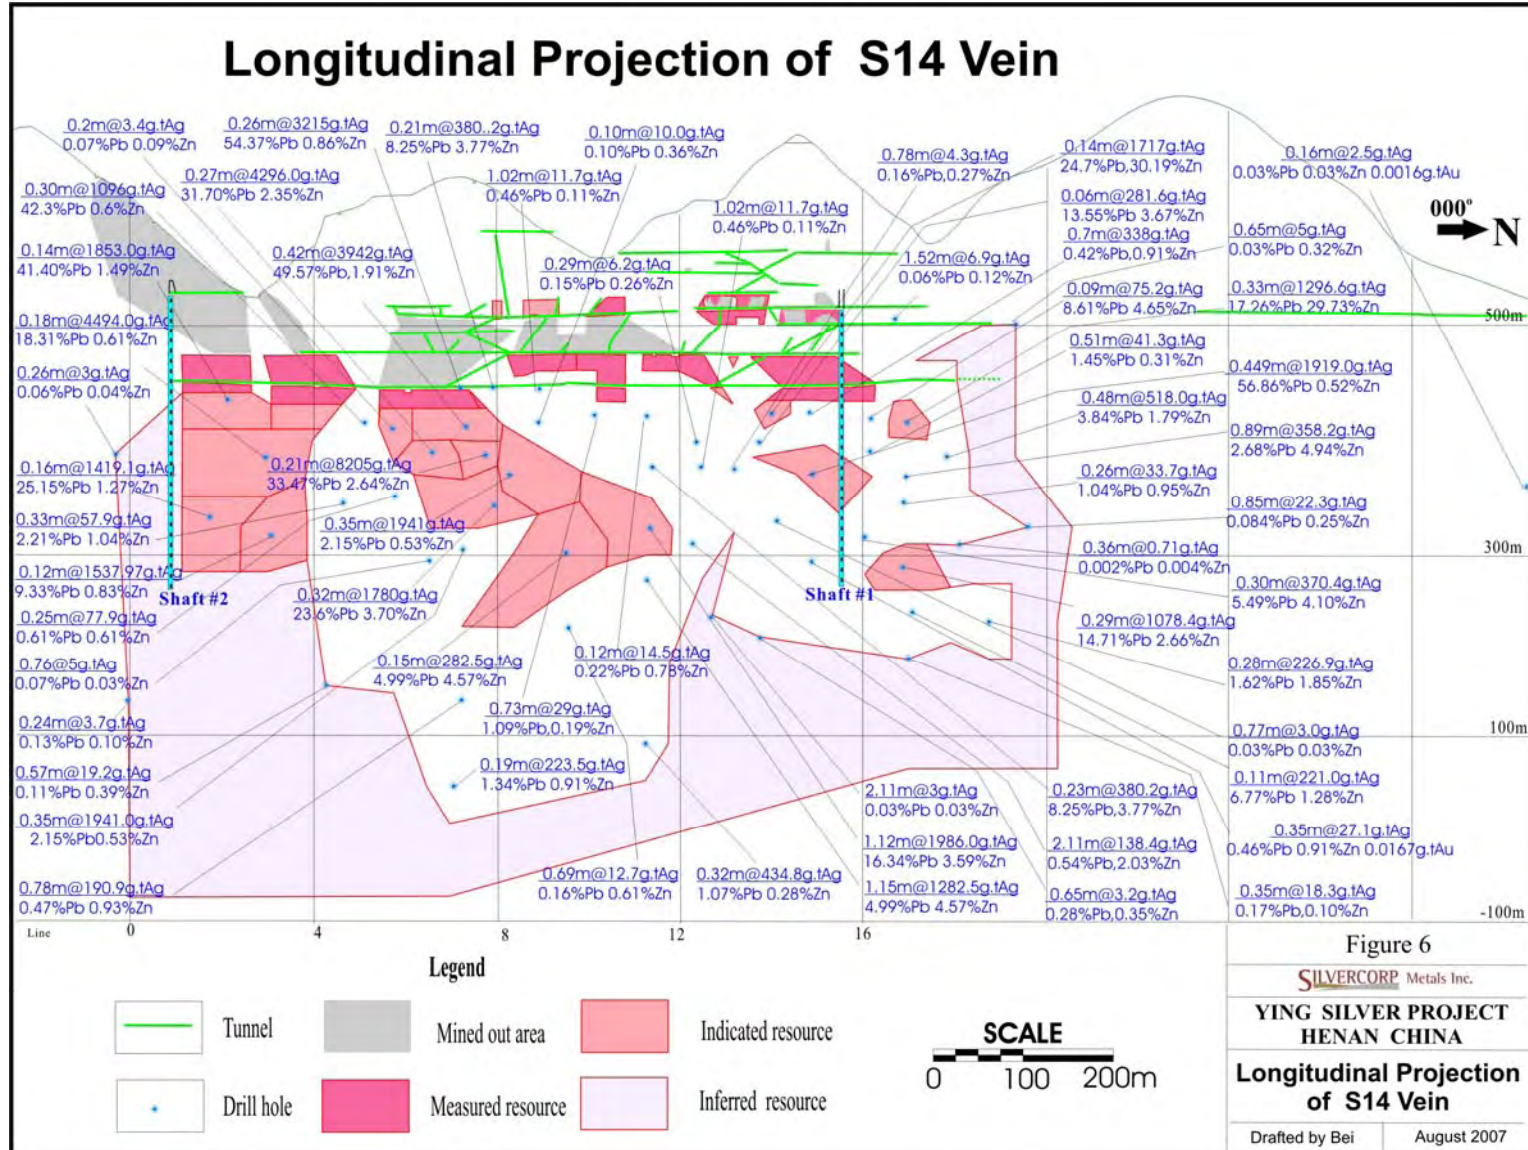 Longitudinal Projection of S14 Vein
0.2m@3.4g.tAg
0.07%Pb 0.09%Zn
0.26m@3215g.tAg
54.37%Pb 0.86%Zn
0.21m@380..2g.tAg
8.25%Pb 3.77%Zn
0.10m@10.0g.tAg
0.10%Pb 0.36%Zn
0.78m@4.3g.tAg
0.16%Pb,0.27%Zn
0.14m@1717g.tAg
24.7%Pb,30.19%Zn
0.16m@2.5g.tAg
0.03%Pb 0.03%Zn 0.0016g.tAu
0.30m@1096g.tAg
42.3%Pb 0.6%Zn
0.27m@4296.0g.tAg
31.70%Pb 2.35%Zn
1.02m@11.7g.tAg
0.46%Pb 0.11%Zn
1.02m@11.7g.tAg
0.46%Pb 0.11%Zn
0.06m@281.6g.tAg
13.55%Pb 3.67%Zn
000°
N
0.14m@1853.0g.tAg
41.40%Pb 1.49%Zn
0.42m@3942g.tAg
49.57%Pb,1.91%Zn
0.29m@6.2g.tAg
0.15%Pb 0.26%Zn
1.52m@6.9g.tAg
0.06%Pb 0.12%Zn
0.7m@338g.tAg
0.42%Pb,0.91%Zn
0.65m@5g.tAg
0.03%Pb 0.32%Zn
0.09m@75.2g.tAg
8.61%Pb 4.65%Zn
0.33m@1296.6g.tAg
17.26%Pb 29.73%Zn
500m
0.18m@4494.0g.tAg
18.31%Pb 0.61%Zn
0.51m@41.3g.tAg
1.45%Pb 0.31%Zn
0.26m@3g.tAg
0.06%Pb 0.04%Zn
0.449m@1919.0g.tAg
56.86%Pb 0.52%Zn
0.48m@518.0g.tAg
3.84%Pb 1.79%Zn
0.89m@358.2g.tAg
2.68%Pb 4.94%Zn
0.16m@1419.1g.tAg
25.15%Pb 1.27%Zn
0.21m@8205g.tAg
33.47%Pb 2.64%Zn
0.26m@33.7g.tAg
1.04%Pb 0.95%Zn
0.85m@22.3g.tAg
0.084%Pb 0.25%Zn
0.33m@57.9g.tAg
2.21%Pb 1.04%Zn
0.35m@1941g.tAg
2.15%Pb 0.53%Zn
0.36m@0.71g.tAg
0.002%Pb 0.004%Zn
300m
0.12m@1537.97g.tAg
9.33%Pb 0.83%Zn
Shaft #2
0.32m@1780g.tAg
23.6%Pb 3.70%Zn
Shaft #1
0.30m@370.4g.tAg
5.49%Pb 4.10%Zn
0.25m@77.9g.tAg
0.61%Pb 0.61%Zn
0.29m@1078.4g.tAg
14.71%Pb 2.66%Zn
0.76@5g.tAg
0.07%Pb 0.03%Zn
0.15m@282.5g.tAg
4.99%Pb 4.57%Zn
0.12m@14.5g.tAg
0.22%Pb 0.78%Zn
0.28m@226.9g.tAg
1.62%Pb 1.85%Zn
0.24m@3.7g.tAg
0.13%Pb 0.10%Zn
0.73m@29g.tAg
1.09%Pb,0.19%Zn
0.77m@3.0g.tAg
0.03%Pb 0.03%Zn
100m
0.57m@19.2g.tAg
0.11%Pb 0.39%Zn
0.19m@223.5g.tAg
1.34%Pb 0.91%Zn
2.11m@3g.tAg
0.03%Pb 0.03%Zn
0.23m@380.2g.tAg
8.25%Pb,3.77%Zn
0.11m@221.0g.tAg
6.77%Pb 1.28%Zn
0.35m@1941.0g.tAg
2.15%Pb0.53%Zn
1.12m@1986.0g.tAg
16.34%Pb 3.59%Zn
2.11m@138.4g.tAg
0.54%Pb,2.03%Zn
0.35m@27.1g.tAg
0.46%Pb 0.91%Zn 0.0167g.tAu
0.78m@190.9g.tAg
0.47%Pb 0.93%Zn
0.69m@12.7g.tAg
0.16%Pb 0.61%Zn
0.32m@434.8g.tAg
1.07%Pb 0.28%Zn
1.15m@1282.5g.tAg
4.99%Pb 4.57%Zn
0.65m@3.2g.tAg
0.28%Pb,0.35%Zn
0.35m@18.3g.tAg
0.17%Pb,0.10%Zn
-100m
Line 0 4 8 12 16
Legend
Tunnel
Mined out area
Indicated resource
Drill hole
Measured resource
Inferred resource
SCALE
0 100 200m
Figure 6
SILVERCORP Metals Inc.
YING SILVER PROJECT
HENAN CHINA
Longitudinal Projection
of S14 Vein
Drafted by Bei
August 2007